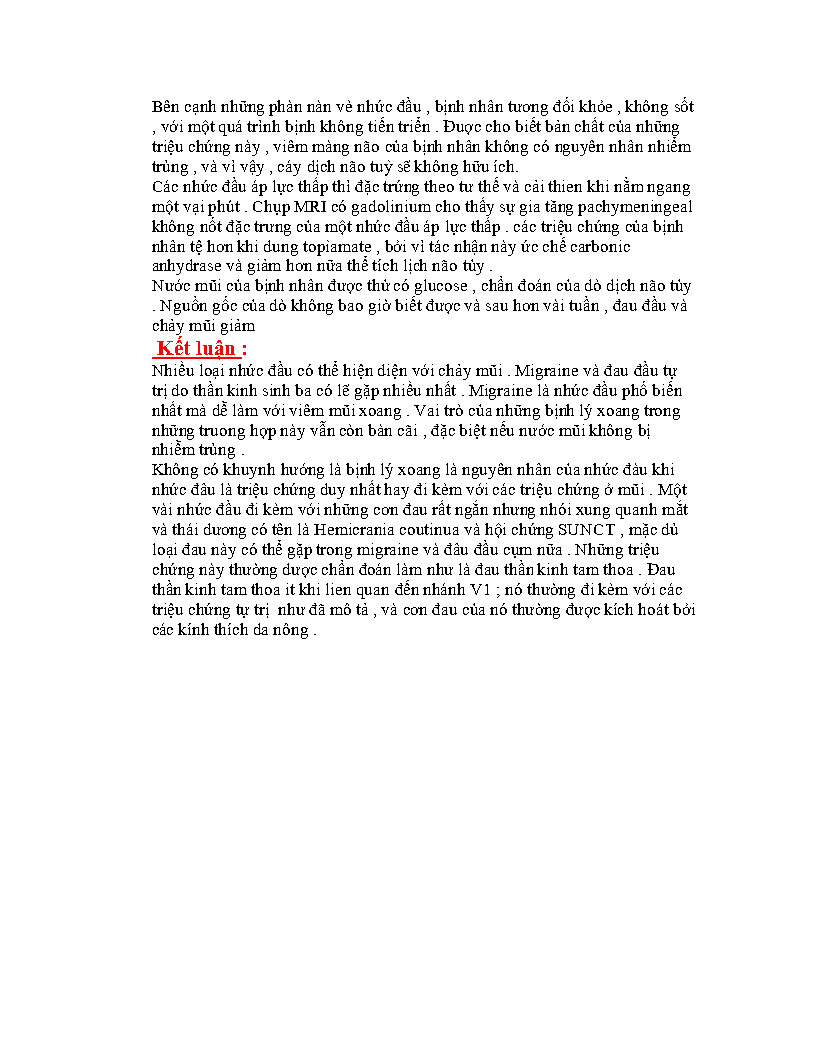 Bên cạnh những phàn nàn vè nhức đầu , bịnh nhân tương đối khỏe , không sốt
, với một quá trình bịnh không tiến triển . Đuợc cho biết bản chất của những
triệu chứng này , viêm màng não của bịnh nhân không có nguyên nhân nhiểm
trùng , và vì vậy , cáy dịch não tuỳ sẽ không hữu ích.
Các nhức đầu áp lực thấp thì đặc trứng theo tư thế và cải thien khi nằm ngang
một vại phút . Chụp MRI có gadolinium cho thấy sự gia tăng pachymeningeal
không nốt đặc trưng của một nhức đầu áp lực thấp . các triệu chứng của bịnh
nhân tệ hơn khi dung topiamate , bởi vì tác nhận này ức chế carbonic
anhydrase và giảm hơn nữa thể tích lịch não tủy .
Nước mũi của bịnh nhân được thử có glucose , chẩn đoán của dò dịch não tủy
. Nguồn gốc của dò không bao giờ biết được và sau hơn vài tuần , đau đầu và
chảy mũi giảm
Kết luận :
Nhiều loại nhức đầu có thể hiện diện với chảy mũi . Migraine và đau đầu tự
trị do thần kinh sinh ba có lẽ gặp nhiều nhất . Migraine là nhức đầu phổ biến
nhất mà dễ làm với viêm mũi xoang . Vai trò của những bịnh lý xoang trong
những truong hợp này vẫn còn bàn cãi , đặc biệt nếu nước mũi không bị
nhiễm trùng .
Không có khuynh hướng là bịnh lý xoang là nguyên nhân của nhức đàu khi
nhức đâu là triệu chứng duy nhất hay đi kèm với các triệu chứng ở mũi . Một
vài nhức đầu đi kèm với những cơn đau rất ngắn nhưng nhói xung quanh mắt
và thái dương có tên là Hemicrania coutinua và hội chứng SUNCT , mặc dù
loại đau này có thể gặp trong migraine và đâu đầu cụm nữa . Những triệu
chứng này thường dược chẩn đoán làm như là đau thần kinh tam thoa . Đau
thần kinh tam thoa it khi lien quan đến nhánh V1 ; nó thường đi kèm với các
triệu chứng tự trị như đã mô tả , và cơn đau của nó thường được kích hoát bởi
các kính thích da nông .